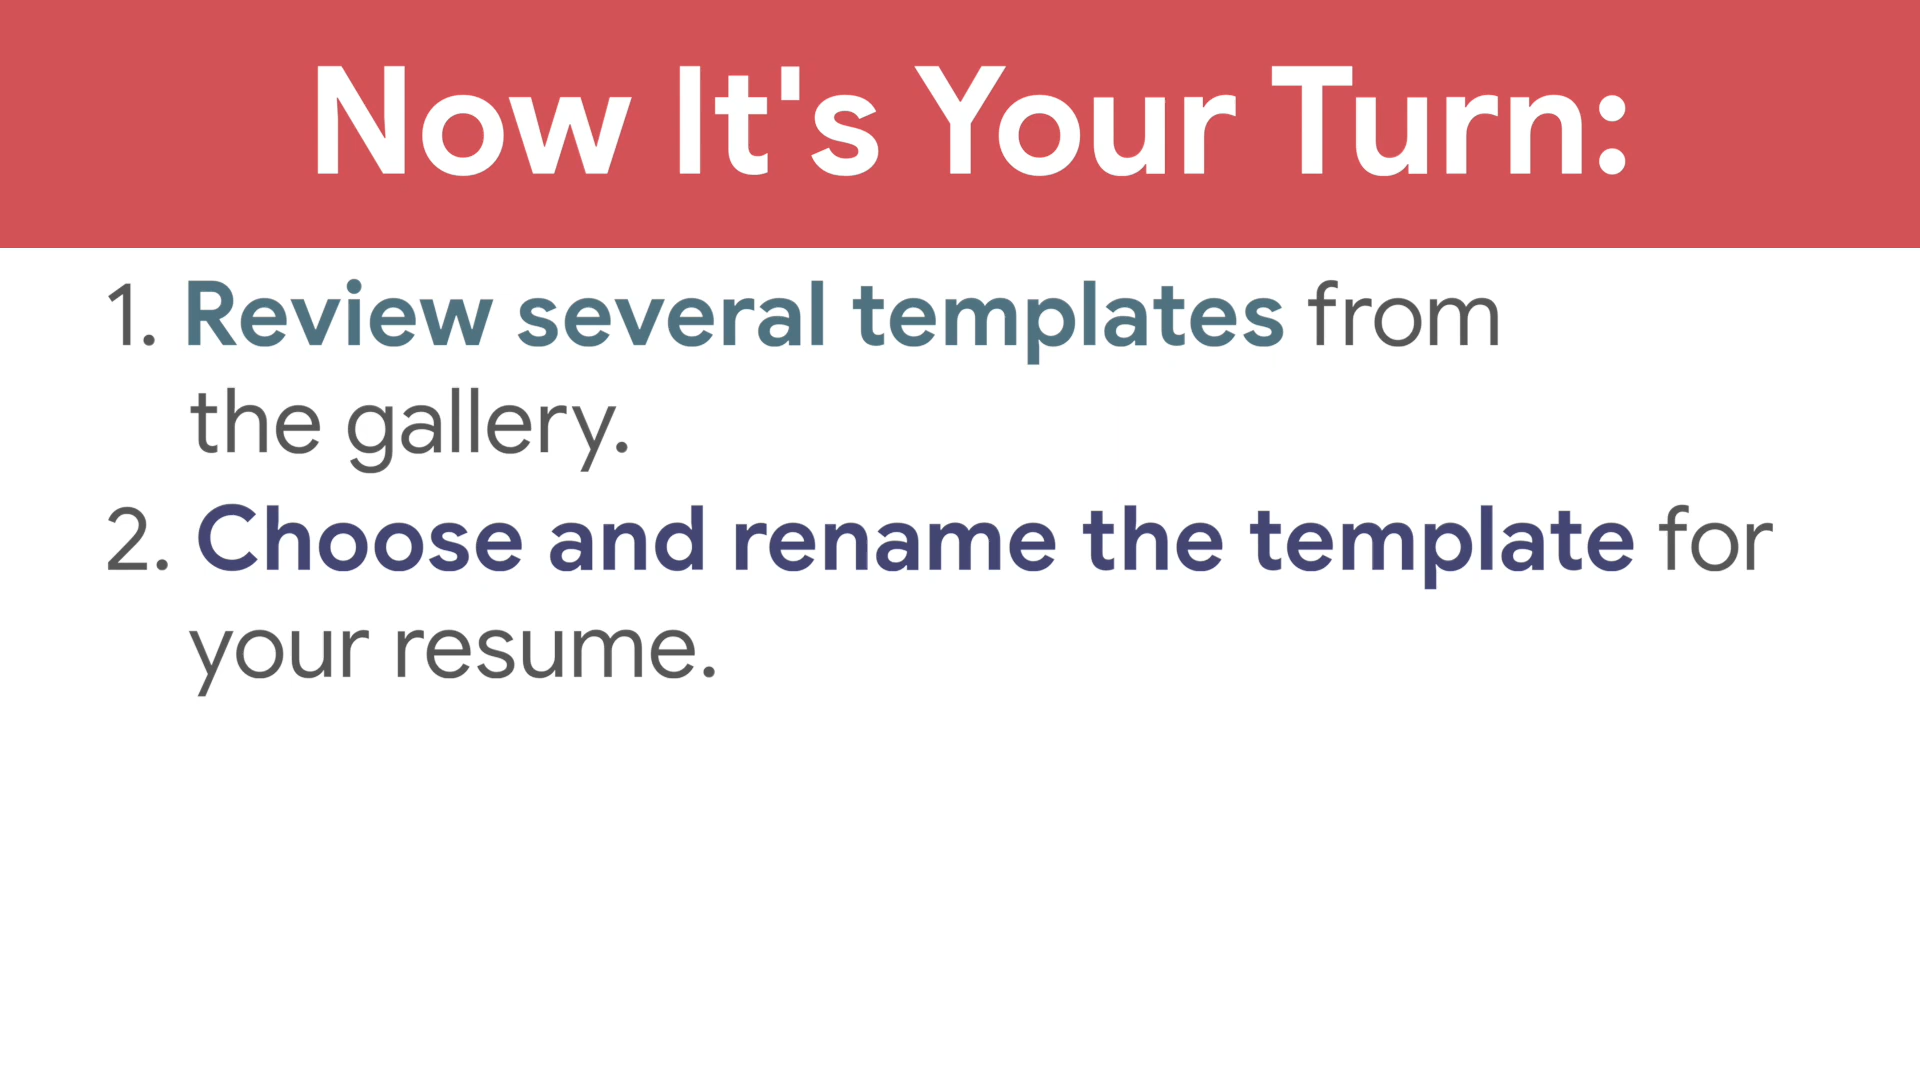 Now It's Your Turn:
1. Review several templates from
the gallery.
2. Choose and rename the template for
your resume.